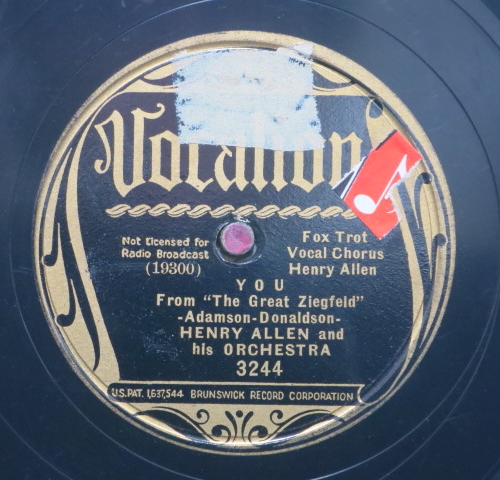 Vocalion
Not Licensed for
Radio Broadcast
(19300)
Fox Trot
Vocal Chorus
Henry Allen
YOU
From "The Great Ziegfeld"
-Adamson-Donaldson-
HENRY ALLEN and
his ORCHESTRA
3244
U.S. PAT. 1,637,544 BRUNSWICK RECORD CORPORATION